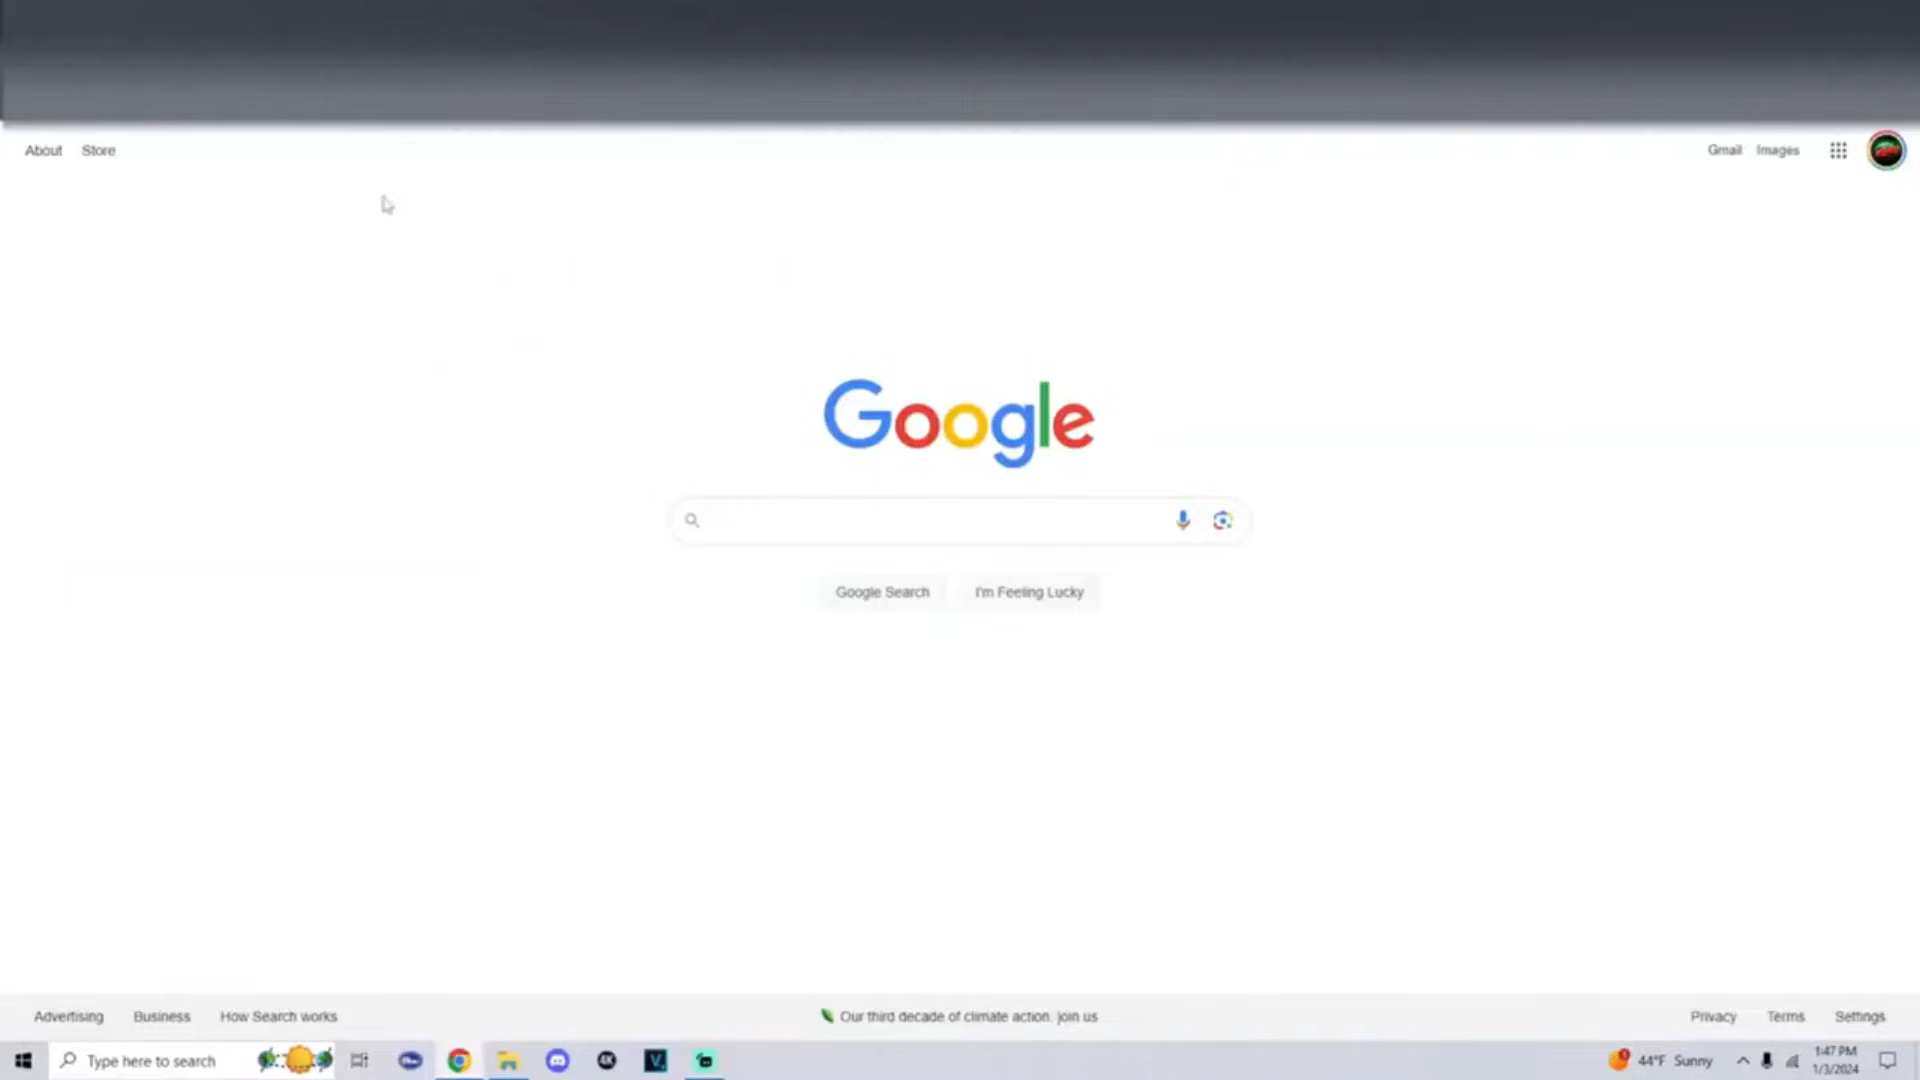 About Store
Gmail Images
Google
Google Search I'm Feeling Lucky
Advertising Business How Search works
Our third decade of climate action: join us
Privacy Terms Settings
Type here to search
4K
V
44°F Sunny
1:47 PM
1/3/2024